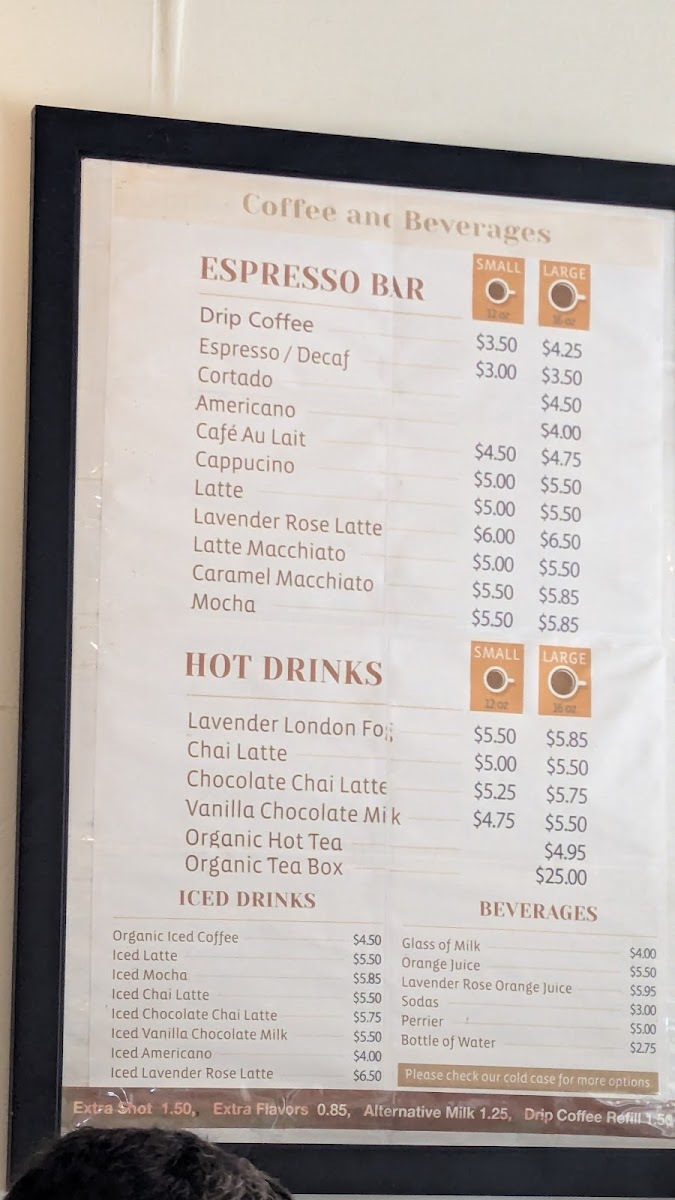 Coffee and Beverages
ESPRESSO BAR
SMALL 12 oz LARGE 16 oz
Drip Coffee $3.50 $4.25
Espresso / Decaf $3.00 $3.50
Cortado $4.50
Americano $4.00
Café Au Lait $4.50 $4.75
Cappucino $5.00 $5.50
Latte $5.00 $5.50
Lavender Rose Latte $6.00 $6.50
Latte Macchiato $5.00 $5.50
Caramel Macchiato $5.50 $5.85
Mocha $5.50 $5.85
HOT DRINKS
SMALL 12 oz LARGE 16 oz
Lavender London Fog $5.50 $5.85
Chai Latte $5.00 $5.50
Chocolate Chai Latte $5.25 $5.75
Vanilla Chocolate Milk $4.75 $5.50
Organic Hot Tea $4.95
Organic Tea Box $25.00
ICED DRINKS
Organic Iced Coffee $4.50
Iced Latte $5.50
Iced Mocha $5.85
Iced Chai Latte $5.50
Iced Chocolate Chai Latte $5.75
Iced Vanilla Chocolate Milk $5.50
Iced Americano $4.00
Iced Lavender Rose Latte $6.50
BEVERAGES
Glass of Milk $4.00
Orange Juice $5.50
Lavender Rose Orange Juice $5.95
Sodas $3.00
Perrier $5.00
Bottle of Water $2.75
Please check our cold case for more options
Extra Shot 1.50, Extra Flavors 0.85, Alternative Milk 1.25, Drip Coffee Refill 1.50